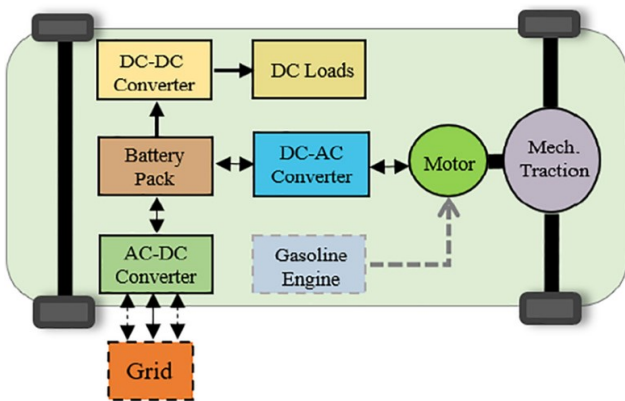 DC-DC
Converter
DC Loads
Battery
Pack
DC-AC
Converter
Motor
Mech.
Traction
AC-DC
Converter
Gasoline
Engine
Grid